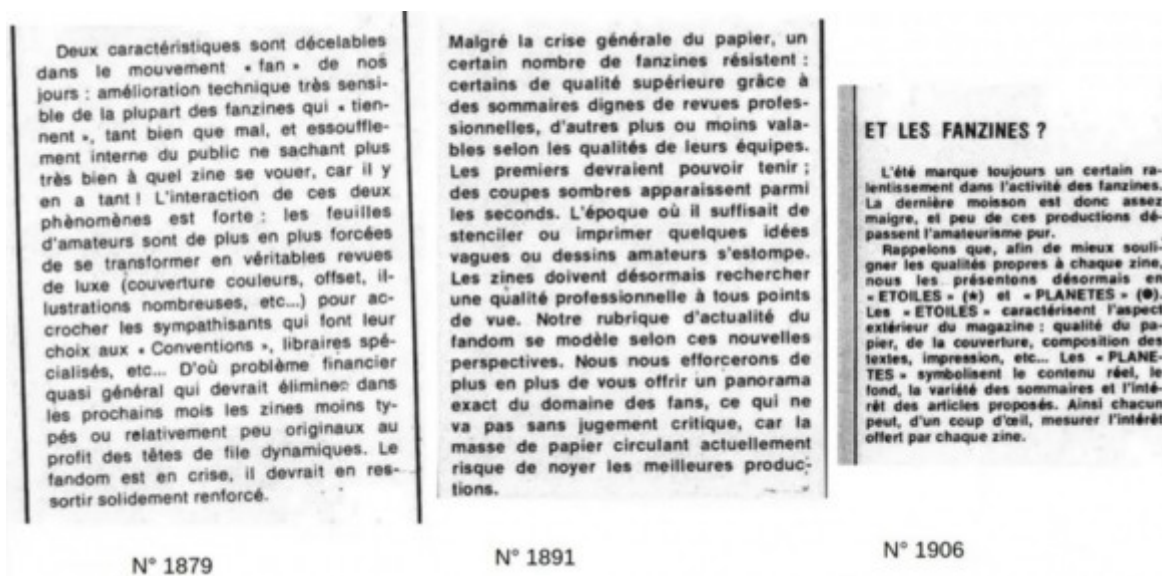 Deux caractéristiques sont décelables
dans le mouvement « fan » de nos
jours : amélioration technique très sensi-
ble de la plupart des fanzines qui « tien-
nent », tant bien que mal, et essouffle-
ment interne du public ne sachant plus
très bien à quel zine se vouer, car il y
en a tant ! L'interaction de ces deux
phènomènes est forte : les feuilles
d'amateurs sont de plus en plus forcées
de se transformer en véritables revues
de luxe (couverture couleurs, offset, il-
lustrations nombreuses, etc...) pour ac-
crocher les sympathisants qui font leur
choix aux « Conventions », libraires spé-
cialisés, etc... D'où problème financier
quasi général qui devrait éliminer dans
les prochains mois les zines moins ty-
pés ou relativement peu originaux au
profit des têtes de file dynamiques. Le
fandom est en crise, il devrait en res-
sortir solidement renforcé.
N° 1879
Malgré la crise générale du papier, un
certain nombre de fanzines résistent :
certains de qualité supérieure grâce à
des sommaires dignes de revues profes-
sionnelles, d'autres plus ou moins vala-
bles selon les qualités de leurs équipes.
Les premiers devraient pouvoir tenir ;
des coupes sombres apparaissent parmi
les seconds. L'époque où il suffisait de
stenciler ou imprimer quelques idées
vagues ou dessins amateurs s'estompe.
Les zines doivent désormais rechercher
une qualité professionnelle à tous points
de vue. Notre rubrique d'actualité du
fandom se modèle selon ces nouvelles
perspectives. Nous nous efforcerons de
plus en plus de vous offrir un panorama
exact du domaine des fans, ce qui ne
va pas sans jugement critique, car la
masse de papier circulant actuellement
risque de noyer les meilleures produc-
tions.
N° 1891
ET LES FANZINES ?
L'été marque toujours un certain ra-
lentissement dans l'activité des fanzines.
La dernière moisson est donc assez
maigre, et peu de ces productions dé-
passent l'amateurisme pur.
Rappelons que, afin de mieux souli-
gner les qualités propres à chaque zine,
nous les présentons désormais en
« ETOILES » (★) et « PLANETES » (●).
Les « ETOILES » caractérisent l'aspect
extérieur du magazine : qualité du pa-
pier, de la couverture, composition des
textes, impression, etc... Les « PLANE-
TES » symbolisent le contenu réel, le
fond, la variété des sommaires et l'inté-
rêt des articles proposés. Ainsi chacun
peut, d'un coup d'œil, mesurer l'intérêt
offert par chaque zine.
N° 1906